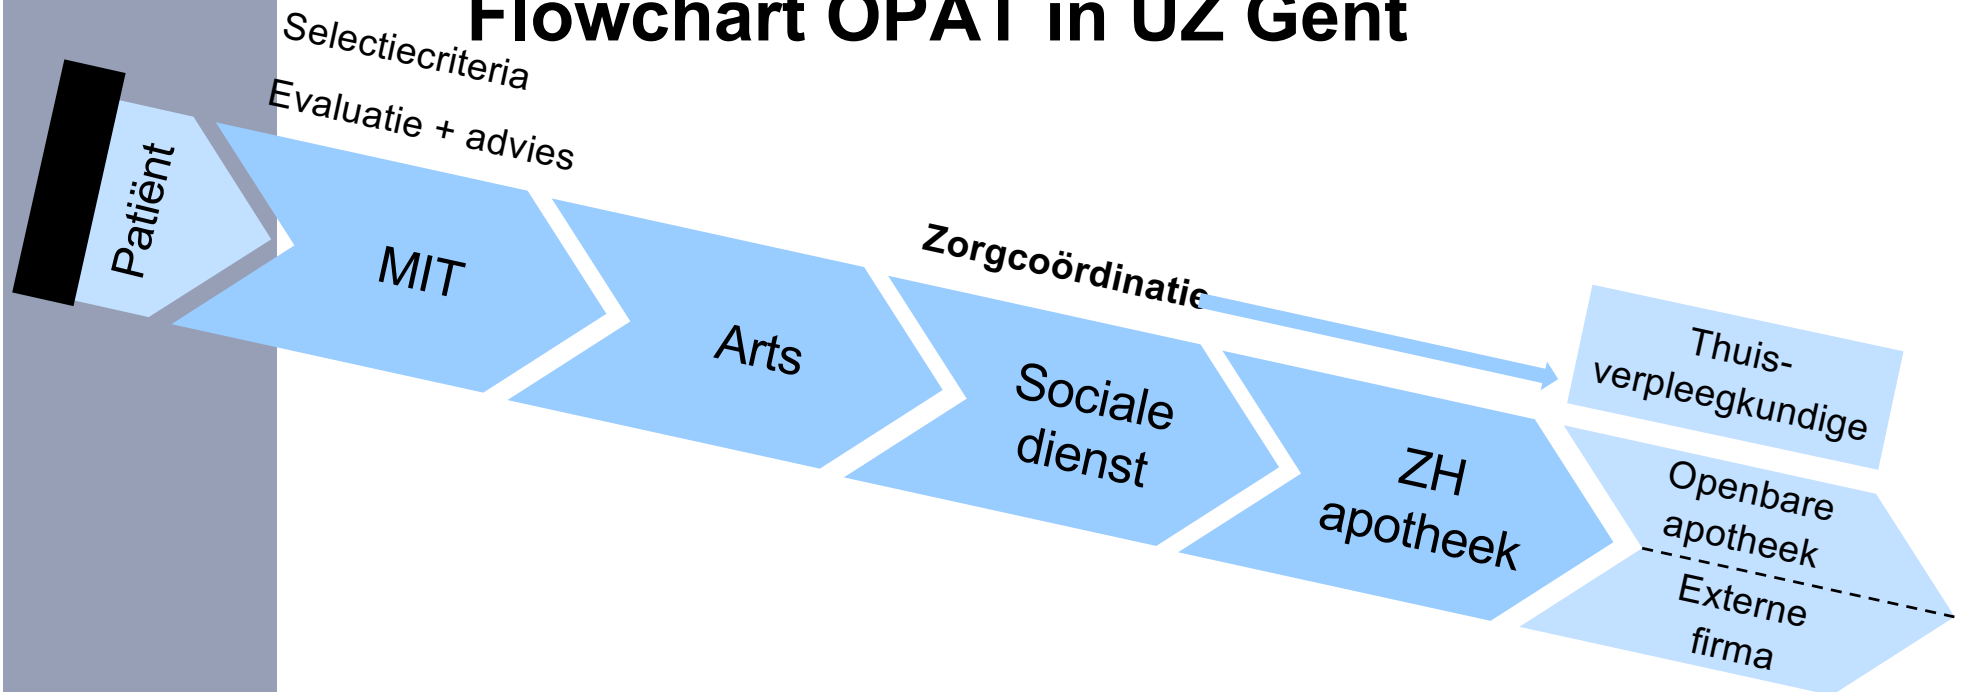 Flowchart OPAT in UZ Gent
Selectiecriteria
Evaluatie + advies
Patiënt
MIT
Arts
Zorgcoördinatie
Sociale
dienst
ZH
apotheek
Thuis-
verpleegkundige
Openbare
apotheek
Externe
firma